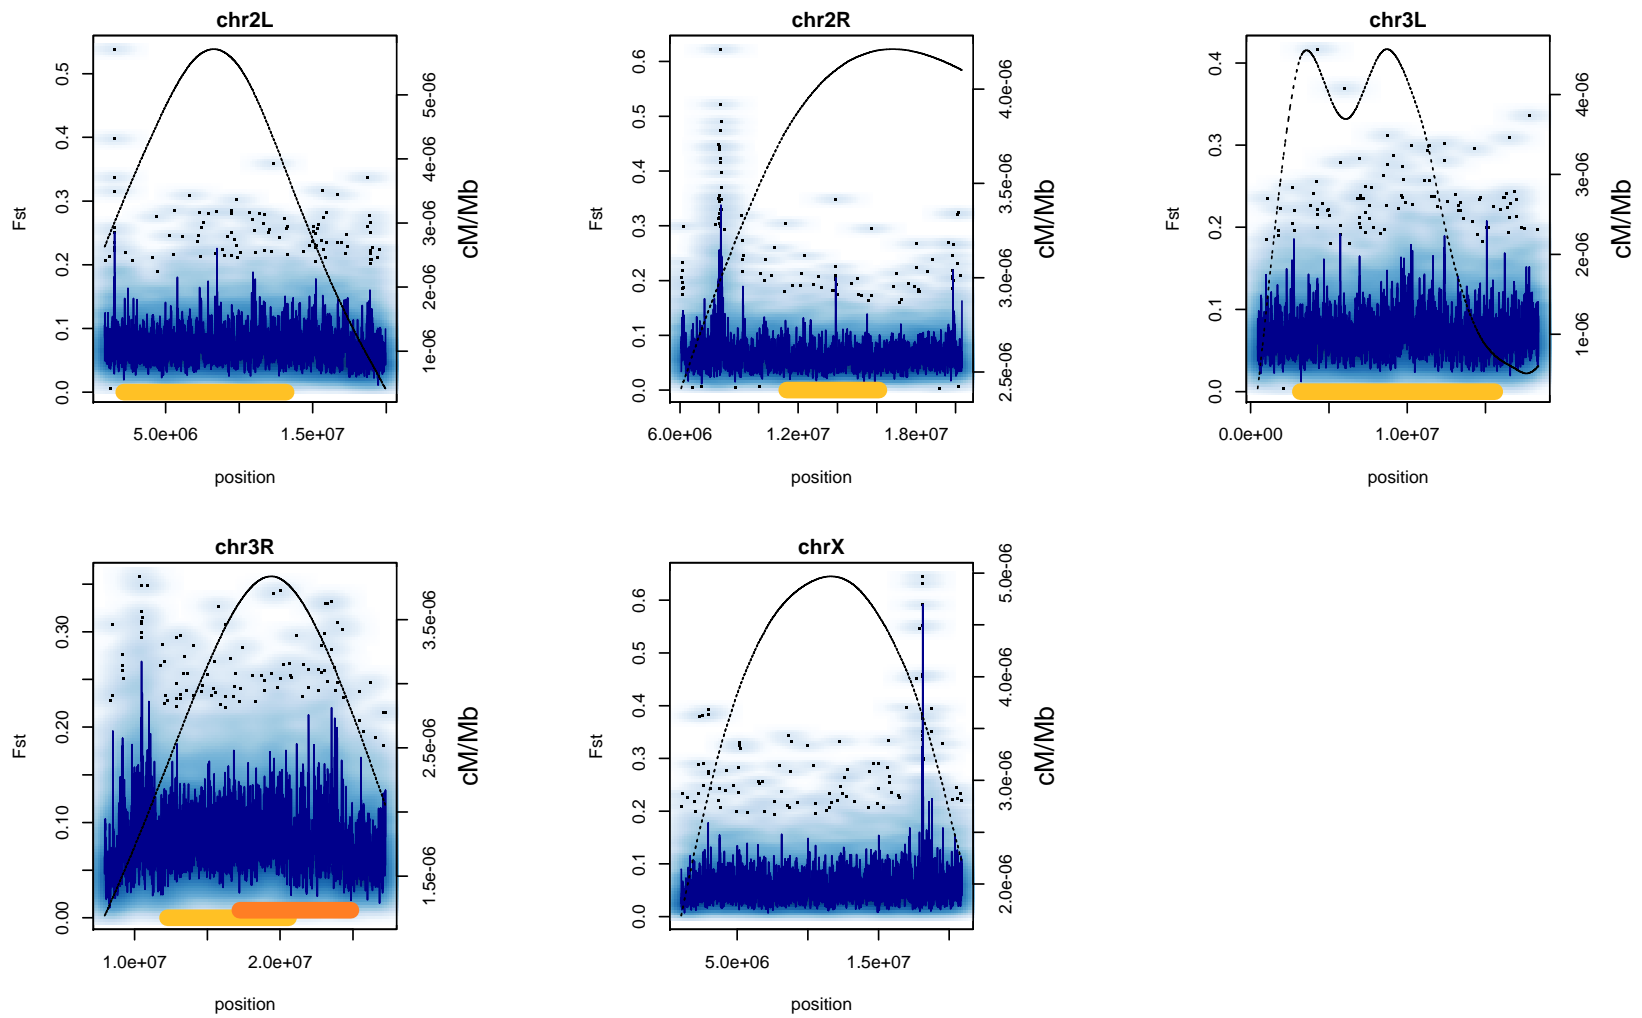 chr2L
0.0 0.1 0.2 0.3 0.4 0.5
Fst
1e-06 2e-06 3e-06 4e-06 5e-06
cM/Mb
5.0e+06 1.5e+07
position
chr2R
0.0 0.1 0.2 0.3 0.4 0.5 0.6
Fst
2.5e-06 3.0e-06 3.5e-06 4.0e-06
cM/Mb
6.0e+06 1.2e+07 1.8e+07
position
chr3L
0.0 0.1 0.2 0.3 0.4
Fst
1e-06 2e-06 3e-06 4e-06
cM/Mb
0.0e+00 1.0e+07
position
chr3R
0.00 0.10 0.20 0.30
Fst
1.5e-06 2.5e-06 3.5e-06
cM/Mb
1.0e+07 2.0e+07
position
chrX
0.0 0.1 0.2 0.3 0.4 0.5 0.6
Fst
2.0e-06 3.0e-06 4.0e-06 5.0e-06
cM/Mb
5.0e+06 1.5e+07
position